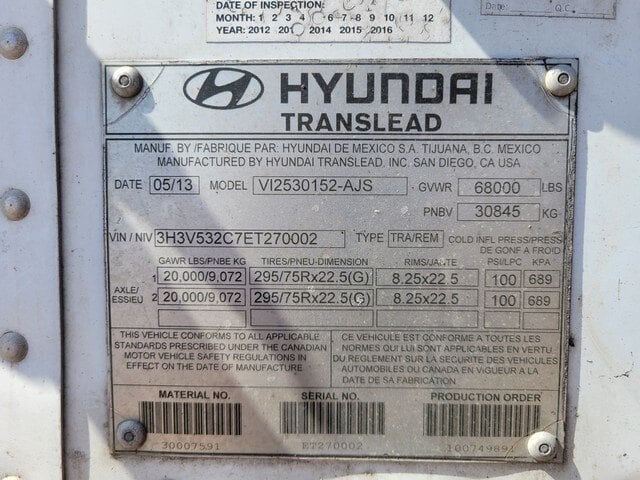 DATE OF INSPECTION:
MONTH: 1 2 3 4 6 7 8 9 10 11 12
YEAR: 2012 2014 2015 2016
Date: Q.C.
HYUNDAI
TRANSLEAD
MANUF. BY /FABRIQUE PAR: HYUNDAI DE MEXICO S.A. TIJUANA, B.C. MEXICO
MANUFACTURED BY HYUNDAI TRANSLEAD, INC. SAN DIEGO, CA USA
DATE 05/13 MODEL VI2530152-AJS GVWR 68000 LBS
PNBV 30845 KG
VIN / NIV 3H3V532C7ET270002 TYPE TRA/REM COLD INFL PRESS/PRESS
DE GONF A FROID
GAWR LBS/PNBE KG TIRES/PNEU-DIMENSION RIMS/JANTE PSI/LPC KPA
1 20,000/9,072 295/75Rx22.5(G) 8.25x22.5 100 689
AXLE/
ESSIEU 2 20,000/9,072 295/75Rx22.5(G) 8.25x22.5 100 689
THIS VEHICLE CONFORMS TO ALL APPLICABLE
STANDARDS PRESCRIBED UNDER THE CANADIAN
MOTOR VEHICLE SAFETY REGULATIONS IN
EFFECT ON THE DATE OF MANUFACTURE
CE VEHICULE EST CONFORME A TOUTES LES
NORMES QUI LUI SONT APPLICABLES EN VERTU
DU REGLEMENT SUR LA SECURITE DES VEHICULES
AUTOMOBILES DU CANADA EN VIGUEUR A LA
DATE DE SA FABRICATION
MATERIAL NO. SERIAL NO. PRODUCTION ORDER
30007591 ET270002 100749891